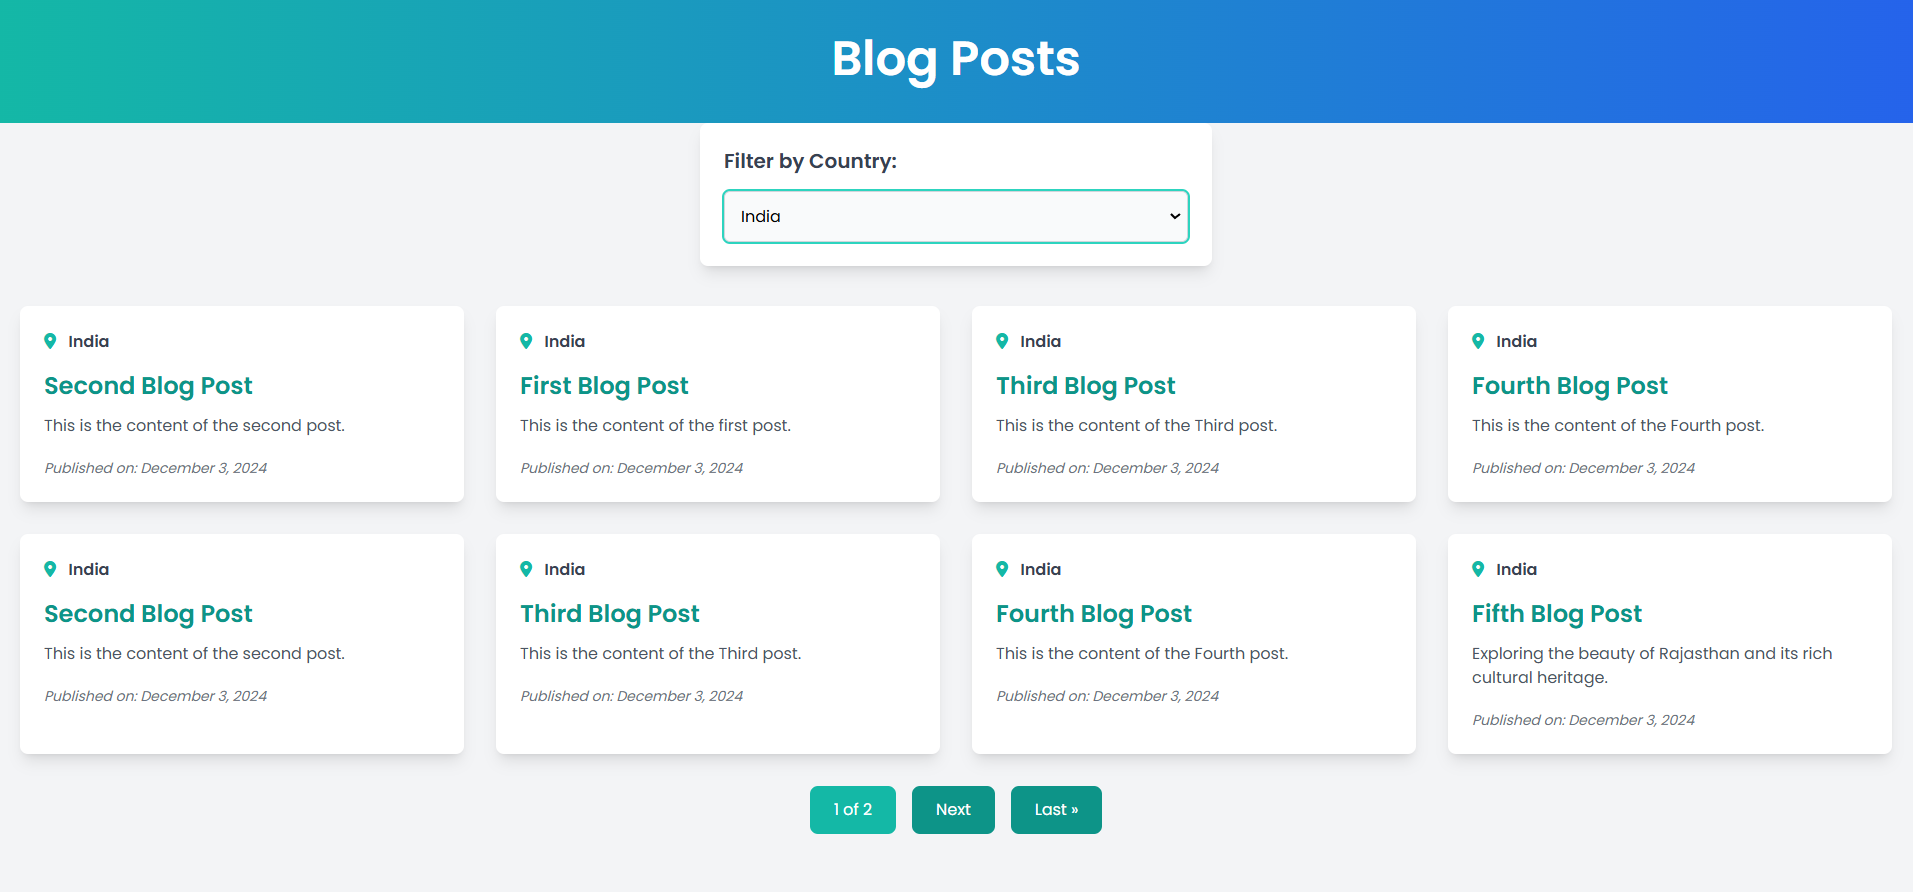 Blog Posts
Filter by Country:
India
India
Second Blog Post
This is the content of the second post.
Published on: December 3, 2024
India
First Blog Post
This is the content of the first post.
Published on: December 3, 2024
India
Third Blog Post
This is the content of the Third post.
Published on: December 3, 2024
India
Fourth Blog Post
This is the content of the Fourth post.
Published on: December 3, 2024
India
Second Blog Post
This is the content of the second post.
Published on: December 3, 2024
India
Third Blog Post
This is the content of the Third post.
Published on: December 3, 2024
India
Fourth Blog Post
This is the content of the Fourth post.
Published on: December 3, 2024
India
Fifth Blog Post
Exploring the beauty of Rajasthan and its rich
cultural heritage.
Published on: December 3, 2024
1 of 2
Next
Last »